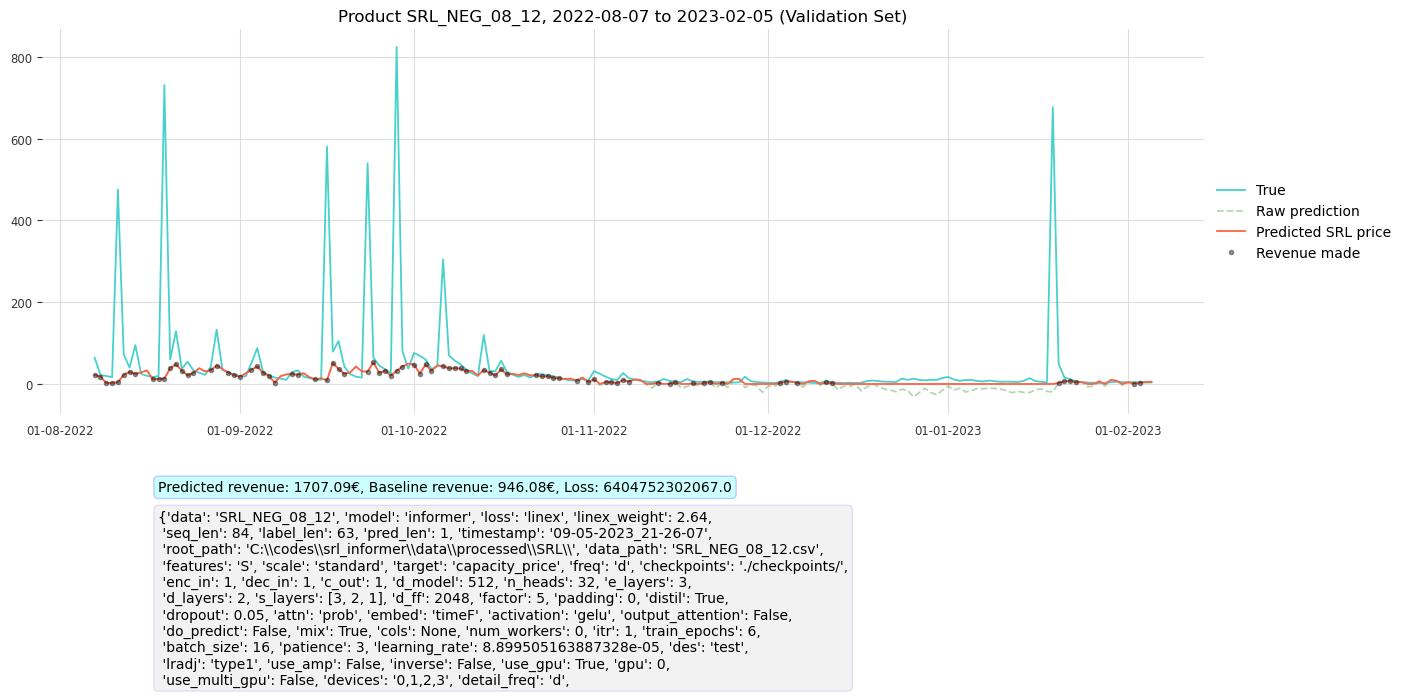 Product SRL_NEG_08_12, 2022-08-07 to 2023-02-05 (Validation Set)
800
600
400
200
0
01-08-2022
01-09-2022
01-10-2022
01-11-2022
01-12-2022
01-01-2023
01-02-2023
True
Raw prediction
Predicted SRL price
Revenue made
Predicted revenue: 1707.09€, Baseline revenue: 946.08€, Loss: 6404752302067.0
{'data': 'SRL_NEG_08_12', 'model': 'informer', 'loss': 'linex', 'linex_weight': 2.64,
'seq_len': 84, 'label_len': 63, 'pred_len': 1, 'timestamp': '09-05-2023_21-26-07',
'root_path': 'C:\\codes\\srl_informer\\data\\processed\\SRL\\', 'data_path': 'SRL_NEG_08_12.csv',
'features': 'S', 'scale': 'standard', 'target': 'capacity_price', 'freq': 'd', 'checkpoints': './checkpoints/',
'enc_in': 1, 'dec_in': 1, 'c_out': 1, 'd_model': 512, 'n_heads': 32, 'e_layers': 3,
'd_layers': 2, 's_layers': [3, 2, 1], 'd_ff': 2048, 'factor': 5, 'padding': 0, 'distil': True,
'dropout': 0.05, 'attn': 'prob', 'embed': 'timeF', 'activation': 'gelu', 'output_attention': False,
'do_predict': False, 'mix': True, 'cols': None, 'num_workers': 0, 'itr': 1, 'train_epochs': 6,
'batch_size': 16, 'patience': 3, 'learning_rate': 8.899505163887328e-05, 'des': 'test',
'lradj': 'type1', 'use_amp': False, 'inverse': False, 'use_gpu': True, 'gpu': 0,
'use_multi_gpu': False, 'devices': '0,1,2,3', 'detail_freq': 'd',